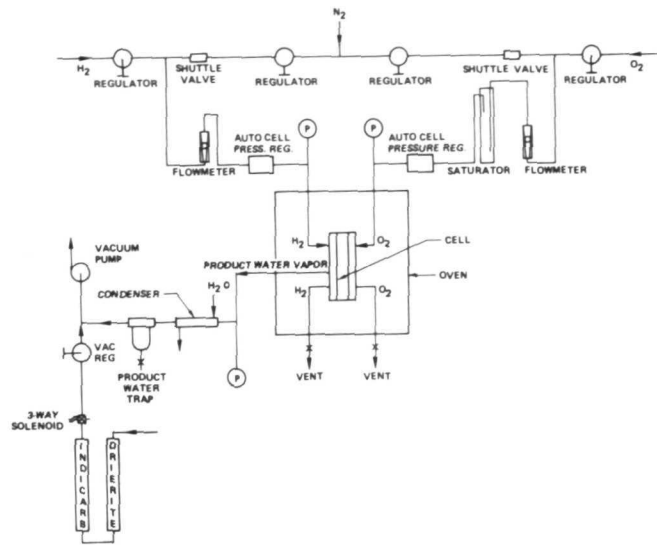 N2
H2
REGULATOR
SHUTTLE
VALVE
REGULATOR
REGULATOR
SHUTTLE VALVE
REGULATOR
O2
P
P
FLOWMETER
AUTO CELL
PRESS. REG.
AUTO CELL
PRESSURE REG.
SATURATOR
FLOWMETER
H2
O2
CELL
OVEN
VACUUM
PUMP
PRODUCT WATER VAPOR
H2
O2
CONDENSER
H2O
VAC
REG
PRODUCT
WATER
TRAP
P
VENT
VENT
3-WAY
SOLENOID
INDICARB
DRIERITE